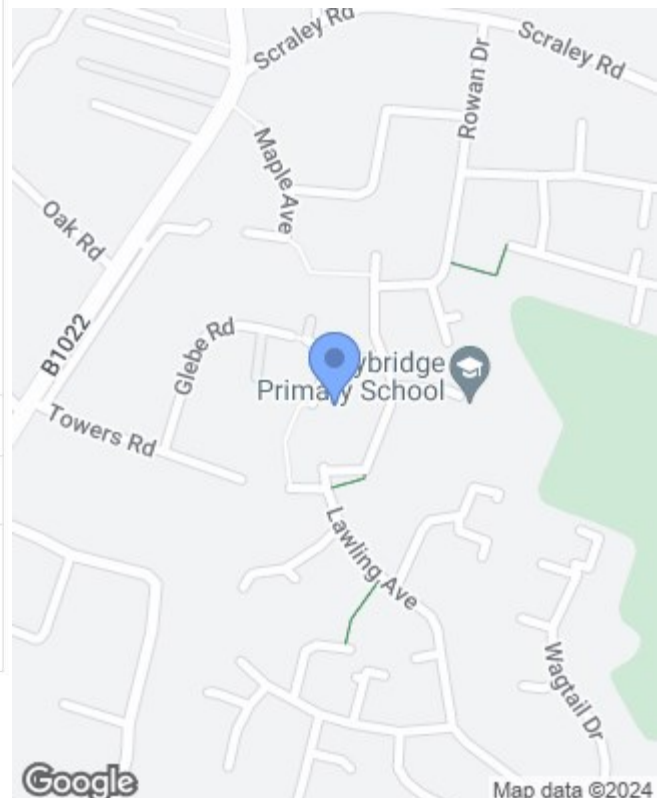 Scraley Rd
Scraley Rd
Rowan Dr
Maple Ave
Oak Rd
B1022
Glebe Rd
ybridge
Primary School
Towers Rd
Lawling Ave
Wagtail Dr
Google
Map data ©2024